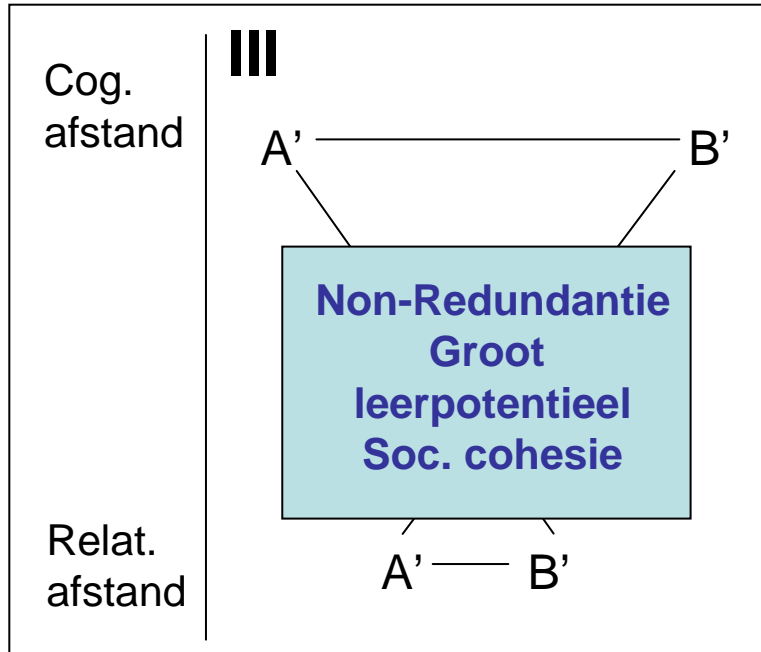 III
Cog.
afstand
A’ B’
Non-Redundantie
Groot
leerpotentieel
Soc. cohesie
Relat.
afstand
A’ B’